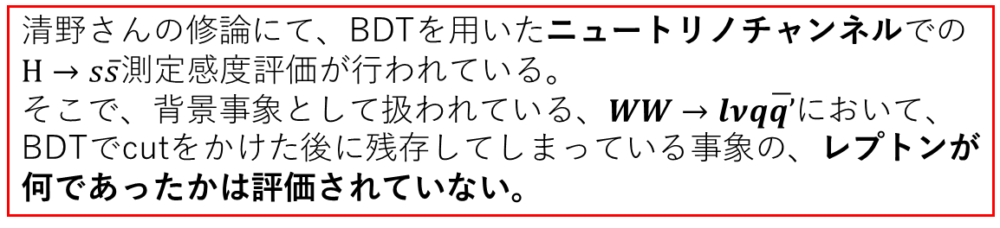 清野さんの修論にて、BDTを用いたニュートリノチャンネルでの
H → ss̄測定感度評価が行われている。
そこで、背景事象として扱われている、WW → lνqq̄’において、
BDTでcutをかけた後に残存してしまっている事象の、レプトンが
何であったかは評価されていない。